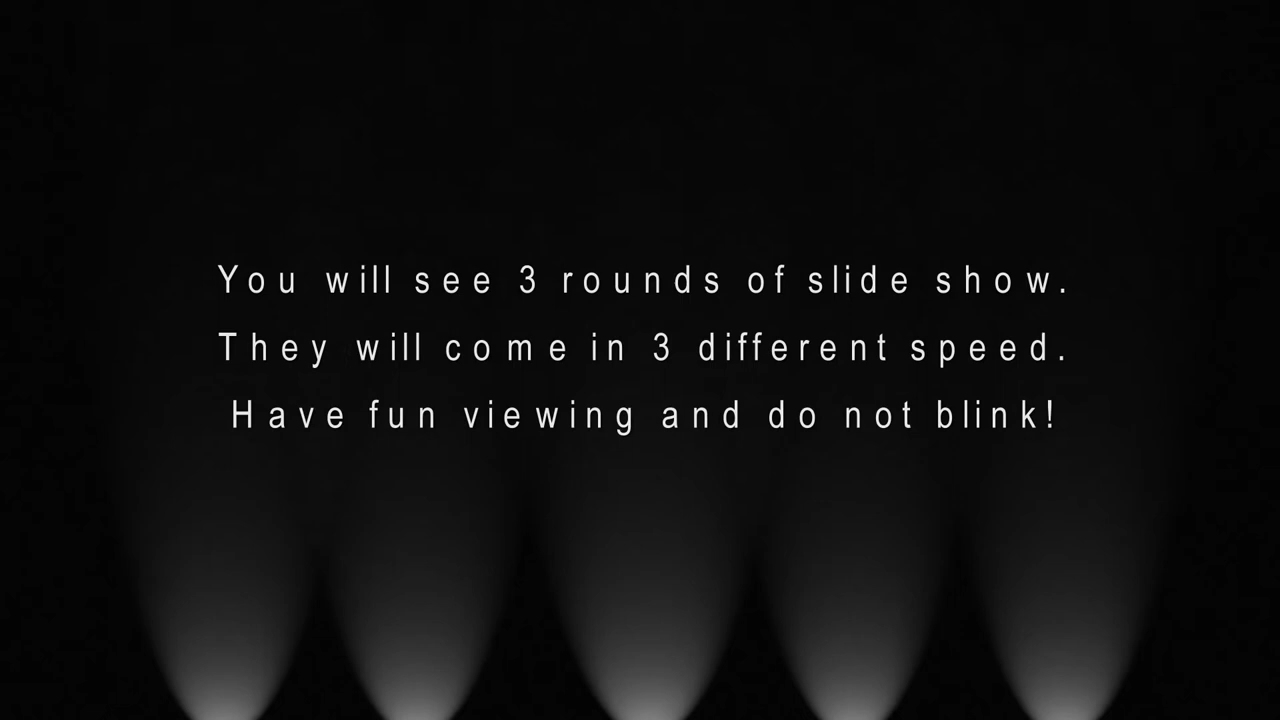 You will see 3 rounds of slide show.
They will come in 3 different speed.
Have fun viewing and do not blink!